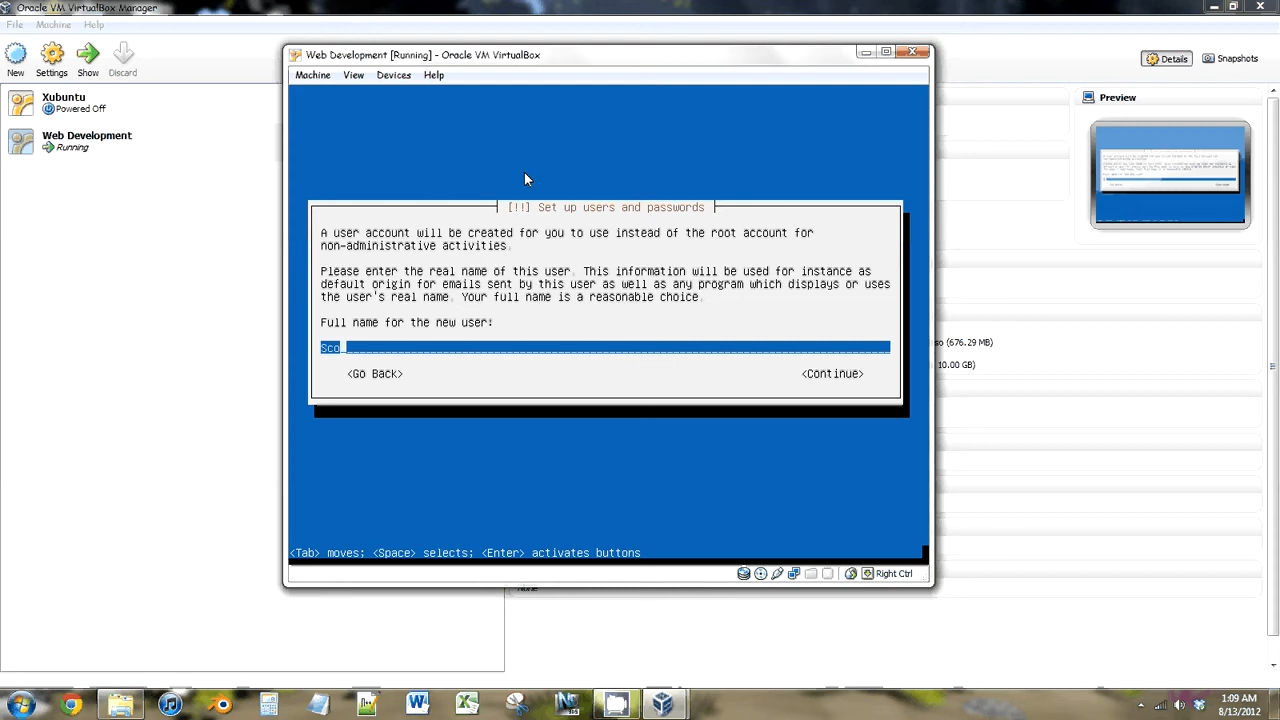 Oracle VM VirtualBox Manager
File Machine Help
New Settings Show Discard
Details Snapshots
Xubuntu
Powered Off
Web Development
Running
Web Development [Running] - Oracle VM VirtualBox
Machine View Devices Help
[!!] Set up users and passwords
A user account will be created for you to use instead of the root account for
non-administrative activities.
Please enter the real name of this user. This information will be used for instance as
default origin for emails sent by this user as well as any program which displays or uses
the user's real name. Your full name is a reasonable choice.
Full name for the new user:
Sco
<Go Back> <Continue>
<Tab> moves; <Space> selects; <Enter> activates buttons
Right Ctrl
Preview
so (676.29 MB)
10.00 GB)
None
1:09 AM
8/13/2012